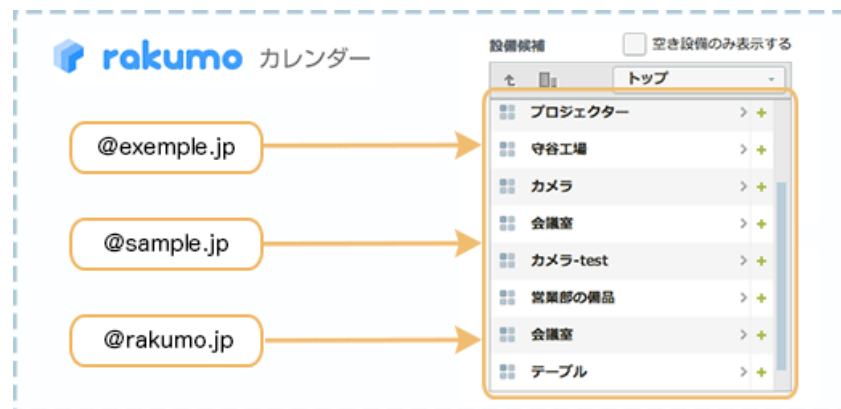 rakumo カレンダー
@exemple.jp
@sample.jp
@rakumo.jp
設備候補
空き設備のみ表示する
トップ
プロジェクター
守谷工場
カメラ
会議室
カメラ-test
営業部の備品
会議室
テーブル